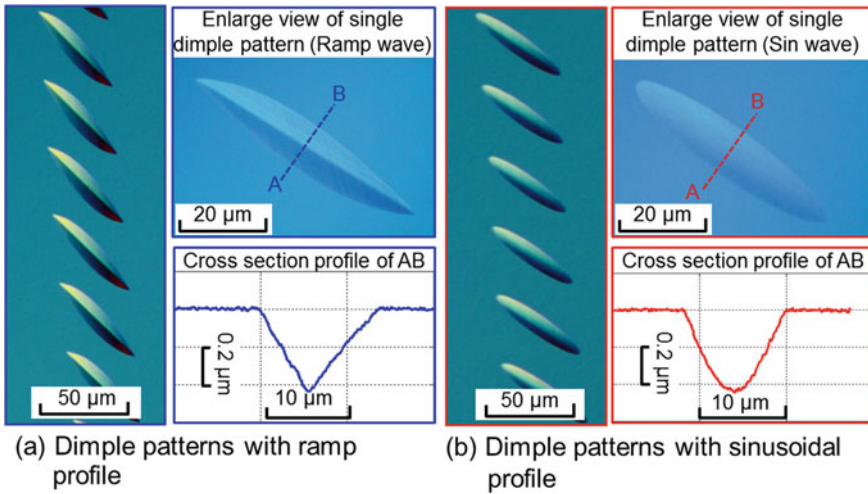 Enlarge view of single
dimple pattern (Ramp wave)
B
A
20 µm
Cross section profile of AB
0.2 µm
10 µm
50 µm
(a) Dimple patterns with ramp
profile
Enlarge view of single
dimple pattern (Sin wave)
B
A
20 µm
Cross section profile of AB
0.2 µm
10 µm
50 µm
(b) Dimple patterns with sinusoidal
profile